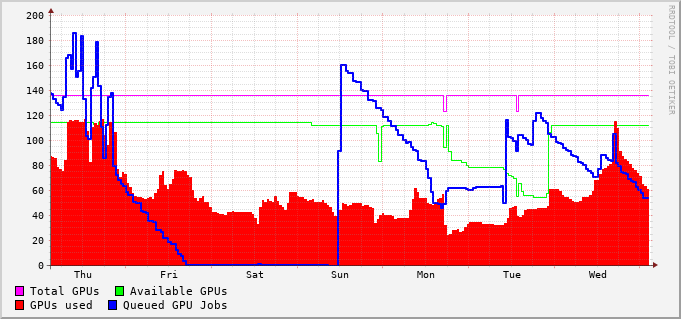 200
180
160
140
120
100
80
60
40
20
0
Thu Fri Sat Sun Mon Tue Wed
Total GPUs Available GPUs
GPUs used Queued GPU Jobs
RRDTOOL / TOBI OETIKER